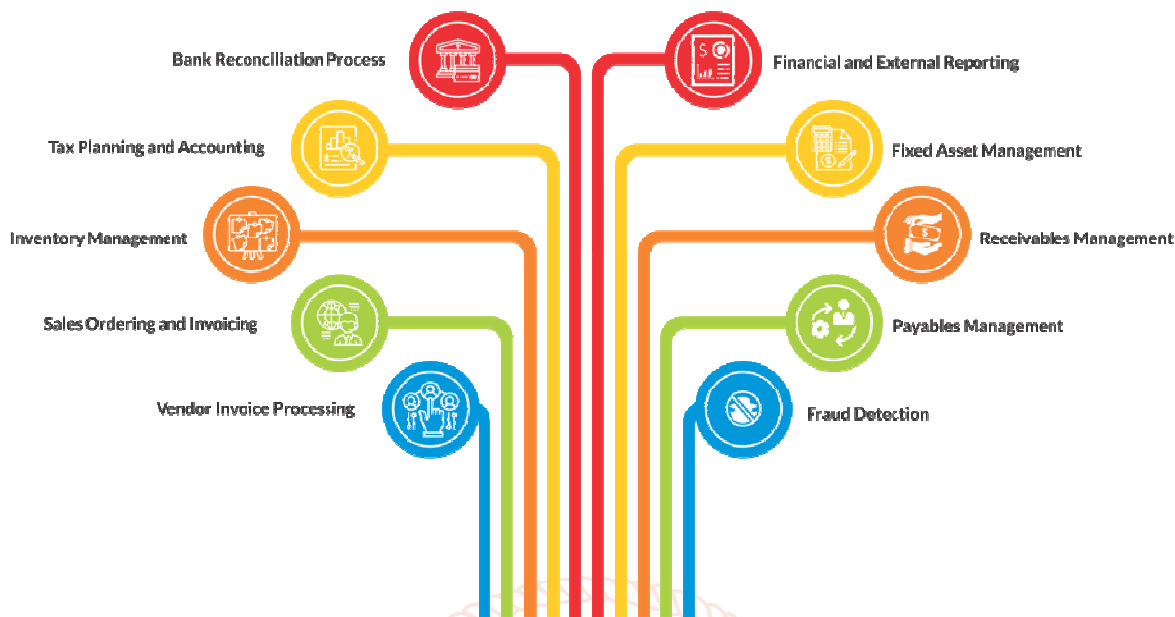 Bank Reconciliation Process
Financial and External Reporting
Tax Planning and Accounting
Fixed Asset Management
Inventory Management
Receivables Management
Sales Ordering and Invoicing
Payables Management
Vendor Invoice Processing
Fraud Detection